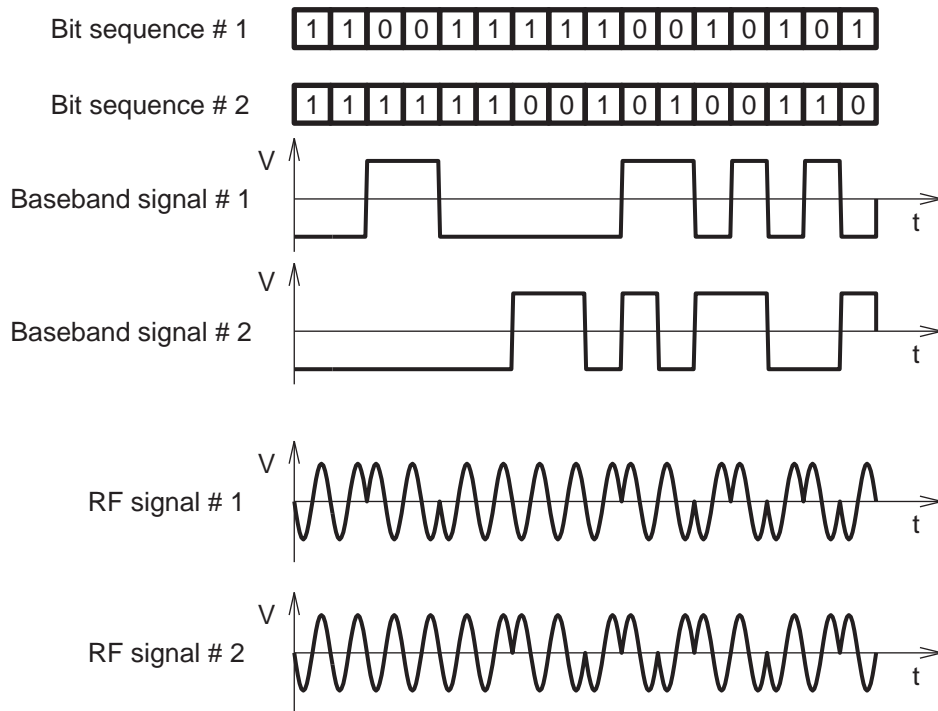 Bit sequence # 1 1 1 0 0 1 1 1 1 1 0 0 1 0 1 0 1
Bit sequence # 2 1 1 1 1 1 1 0 0 1 0 1 0 0 1 1 0
V
Baseband signal # 1
t
V
Baseband signal # 2
t
V
RF signal # 1
t
V
RF signal # 2
t